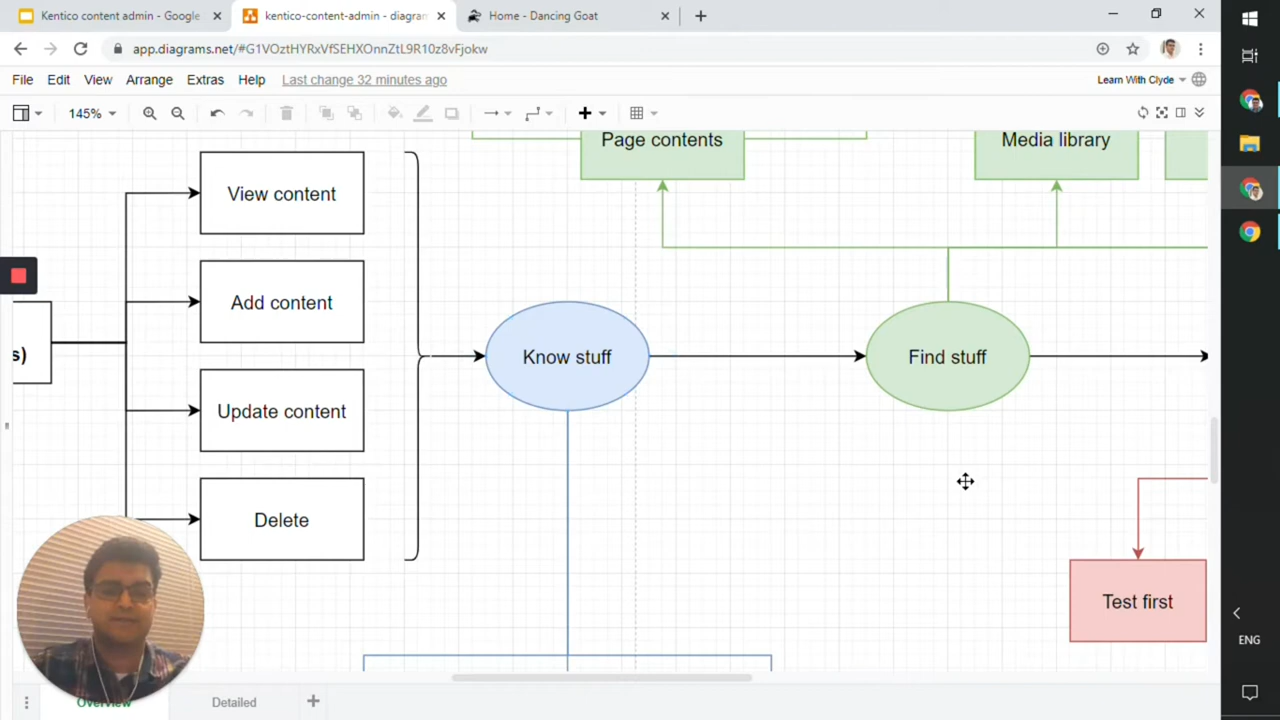 Kentico content admin - Google
kentico-content-admin - diagram
Home - Dancing Goat
app.diagrams.net/#G1VOztHYRxVfSEHXOnnZtL9R10z8vFjokw
File Edit View Arrange Extras Help Last change 32 minutes ago
Learn With Clyde
145%
Page contents
Media library
View content
Add content
s)
Know stuff
Find stuff
Update content
Delete
Test first
ENG
Overview
Detailed